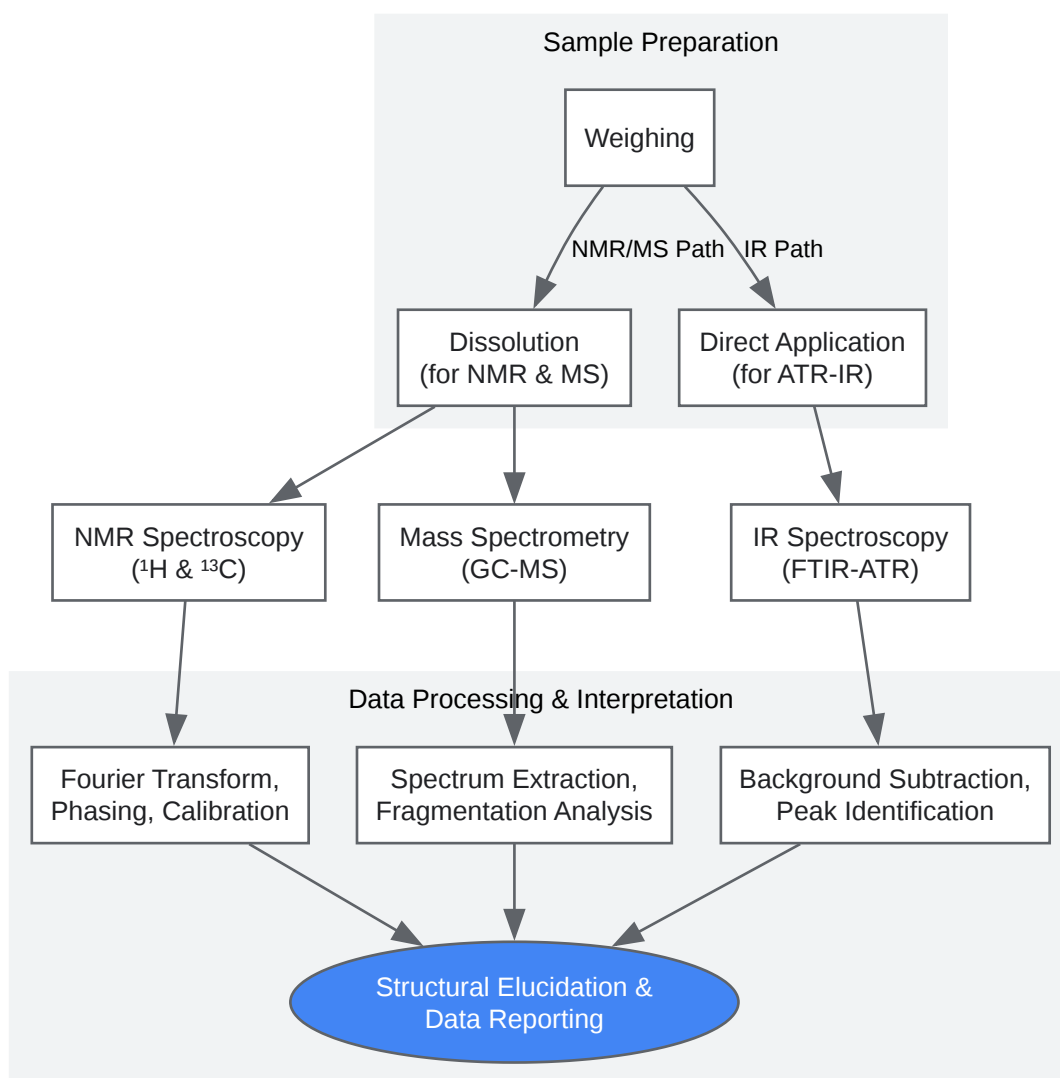 Sample Preparation
Weighing
NMR/MS Path
IR Path
Dissolution
(for NMR & MS)
Direct Application
(for ATR-IR)
NMR Spectroscopy
(¹H & ¹³C)
Mass Spectrometry
(GC-MS)
IR Spectroscopy
(FTIR-ATR)
Data Processing & Interpretation
Fourier Transform,
Phasing, Calibration
Spectrum Extraction,
Fragmentation Analysis
Background Subtraction,
Peak Identification
Structural Elucidation &
Data Reporting